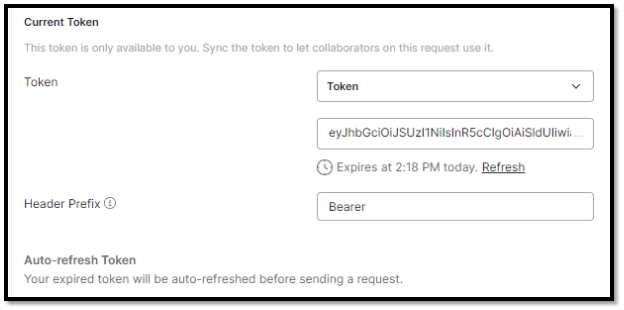 Current Token
This token is only available to you. Sync the token to let collaborators on this request use it.
Token
Token
eyJhbGciOiJSUzI1NiIsInR5cCIgOiAiSldUIiwia...
Expires at 2:18 PM today. Refresh
Header Prefix
Bearer
Auto-refresh Token
Your expired token will be auto-refreshed before sending a request.